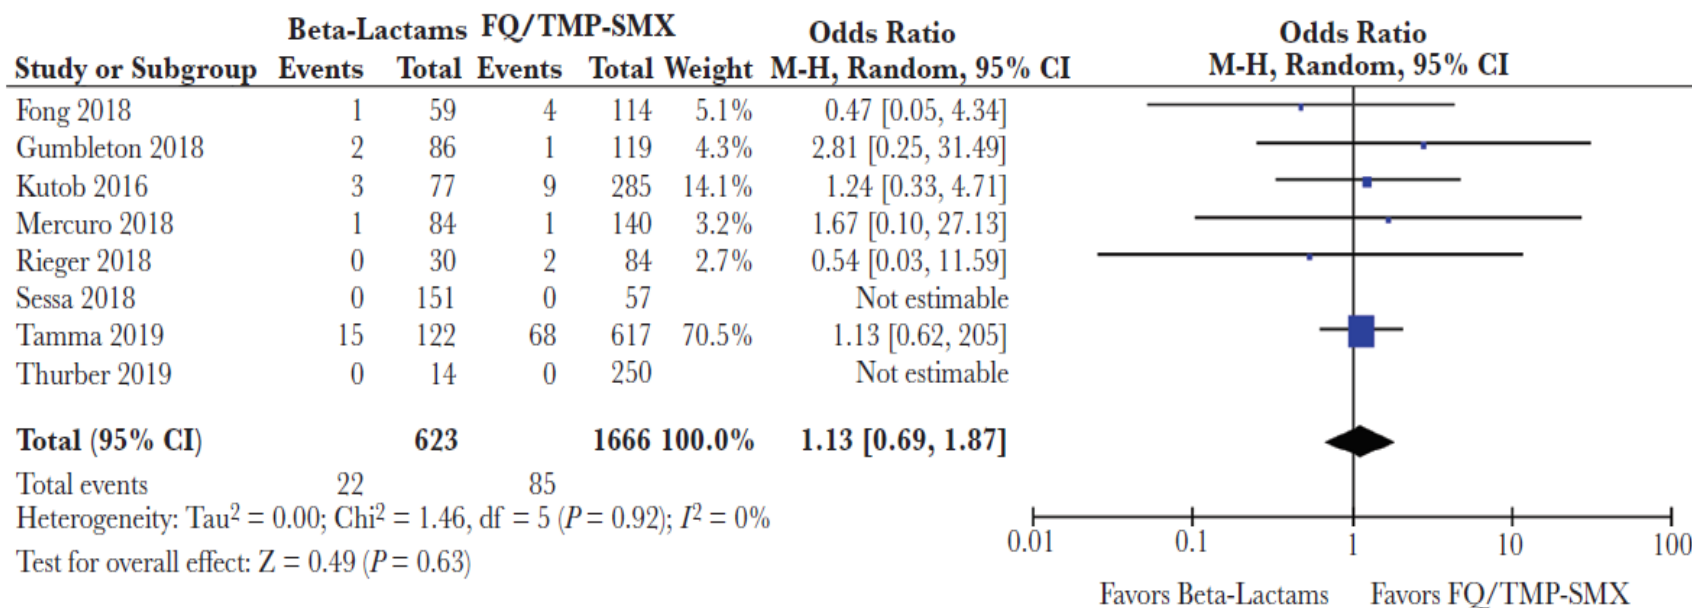 Beta-Lactams FQ/TMP-SMX Odds Ratio Odds Ratio
Study or Subgroup Events Total Events Total Weight M-H, Random, 95% CI M-H, Random, 95% CI
Fong 2018 1 59 4 114 5.1% 0.47 [0.05, 4.34]
Gumbleton 2018 2 86 1 119 4.3% 2.81 [0.25, 31.49]
Kutob 2016 3 77 9 285 14.1% 1.24 [0.33, 4.71]
Mercuro 2018 1 84 1 140 3.2% 1.67 [0.10, 27.13]
Rieger 2018 0 30 2 84 2.7% 0.54 [0.03, 11.59]
Sessa 2018 0 151 0 57 Not estimable
Tamma 2019 15 122 68 617 70.5% 1.13 [0.62, 205]
Thurber 2019 0 14 0 250 Not estimable
Total (95% CI) 623 1666 100.0% 1.13 [0.69, 1.87]
Total events 22 85
Heterogeneity: Tau² = 0.00; Chi² = 1.46, df = 5 (P = 0.92); I² = 0%
Test for overall effect: Z = 0.49 (P = 0.63)
0.01 0.1 1 10 100
Favors Beta-Lactams Favors FQ/TMP-SMX